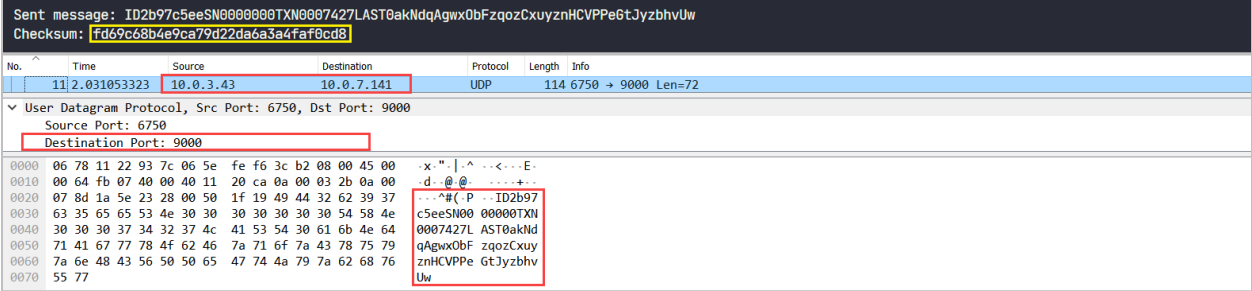 Sent message: ID2b97c5eeSN0000000TXN0007427LAST0akNdqAgwxObFzqozCxuyznHCVPPeGtJyzbhvUw
Checksum: fd69c68b4e9ca79d22da6a3a4faf0cd8
No. Time Source Destination Protocol Length Info
11 2.031053323 10.0.3.43 10.0.7.141 UDP 114 6750 → 9000 Len=72
User Datagram Protocol, Src Port: 6750, Dst Port: 9000
Source Port: 6750
Destination Port: 9000
0000 06 78 11 22 93 7c 06 5e fe f6 3c b2 08 00 45 00 ·x·"·|·^ ··<···E·
0010 00 64 fb 07 40 00 40 11 20 ca 0a 00 03 2b 0a 00 ·d··@·@· ····+··
0020 07 8d 1a 5e 23 28 00 50 1f 19 49 44 32 62 39 37 ···^#(·P ··ID2b97
0030 63 35 65 65 53 4e 30 30 30 30 30 30 30 54 58 4e c5eeSN00 00000TXN
0040 30 30 30 37 34 32 37 4c 41 53 54 30 61 6b 4e 64 0007427L AST0akNd
0050 71 41 67 77 78 4f 62 46 7a 71 6f 7a 43 78 75 79 qAgwxObF zqozCxuy
0060 7a 6e 48 43 56 50 50 65 47 74 4a 79 7a 62 68 76 znHCVPPe GtJyzbhv
0070 55 77 Uw